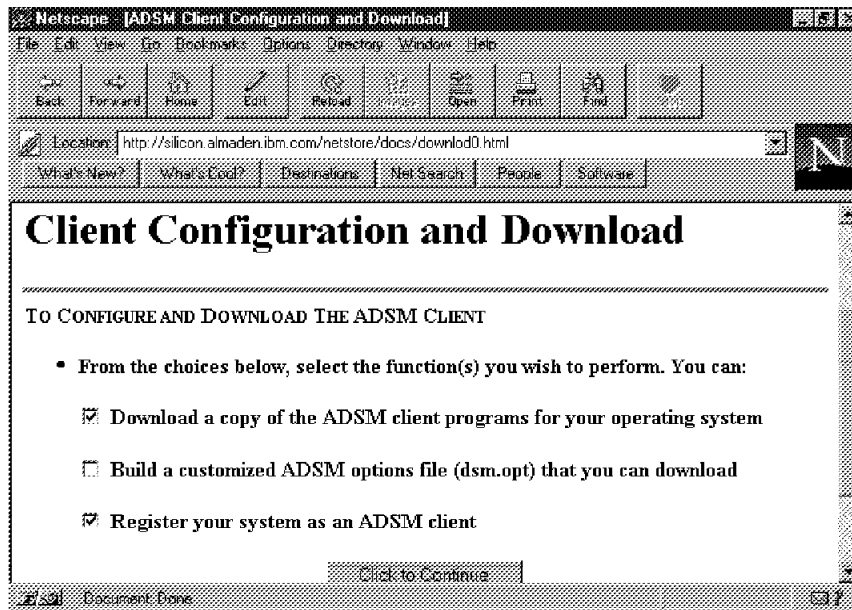 Netscape - [ADSM Client Configuration and Download]
File Edit View Go Bookmarks Options Directory Window Help
Back Forward Home Edit Reload Open Print Find
Location: http://silicon.almaden.ibm.com/netstore/docs/downlod0.html
N
What's New? What's Cool? Destinations Net Search People Software
Client Configuration and Download
TO CONFIGURE AND DOWNLOAD THE ADSM CLIENT
• From the choices below, select the function(s) you wish to perform. You can:
Download a copy of the ADSM client programs for your operating system
Build a customized ADSM options file (dsm.opt) that you can download
Register your system as an ADSM client
Click to Continue
Document: Done